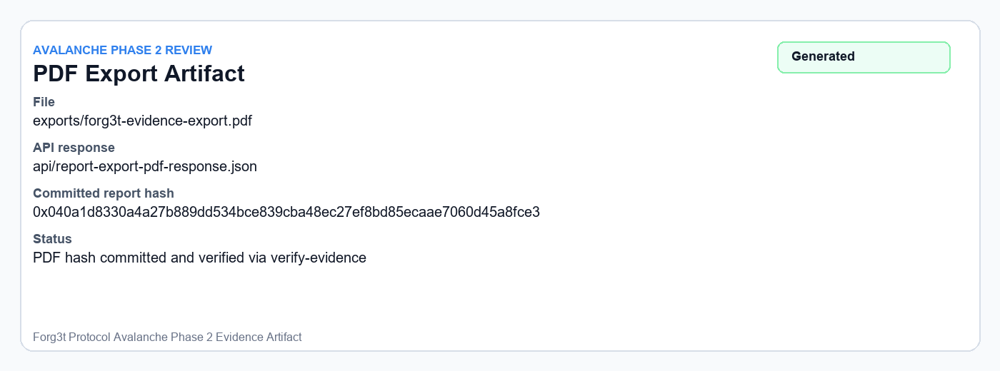 AVALANCHE PHASE 2 REVIEW
PDF Export Artifact
Generated
File
exports/forg3t-evidence-export.pdf
API response
api/report-export-pdf-response.json
Committed report hash
0x040a1d8330a4a27b889dd534bce839cba48ec27ef8bd85ecaae7060d45a8fce3
Status
PDF hash committed and verified via verify-evidence
Forg3t Protocol Avalanche Phase 2 Evidence Artifact